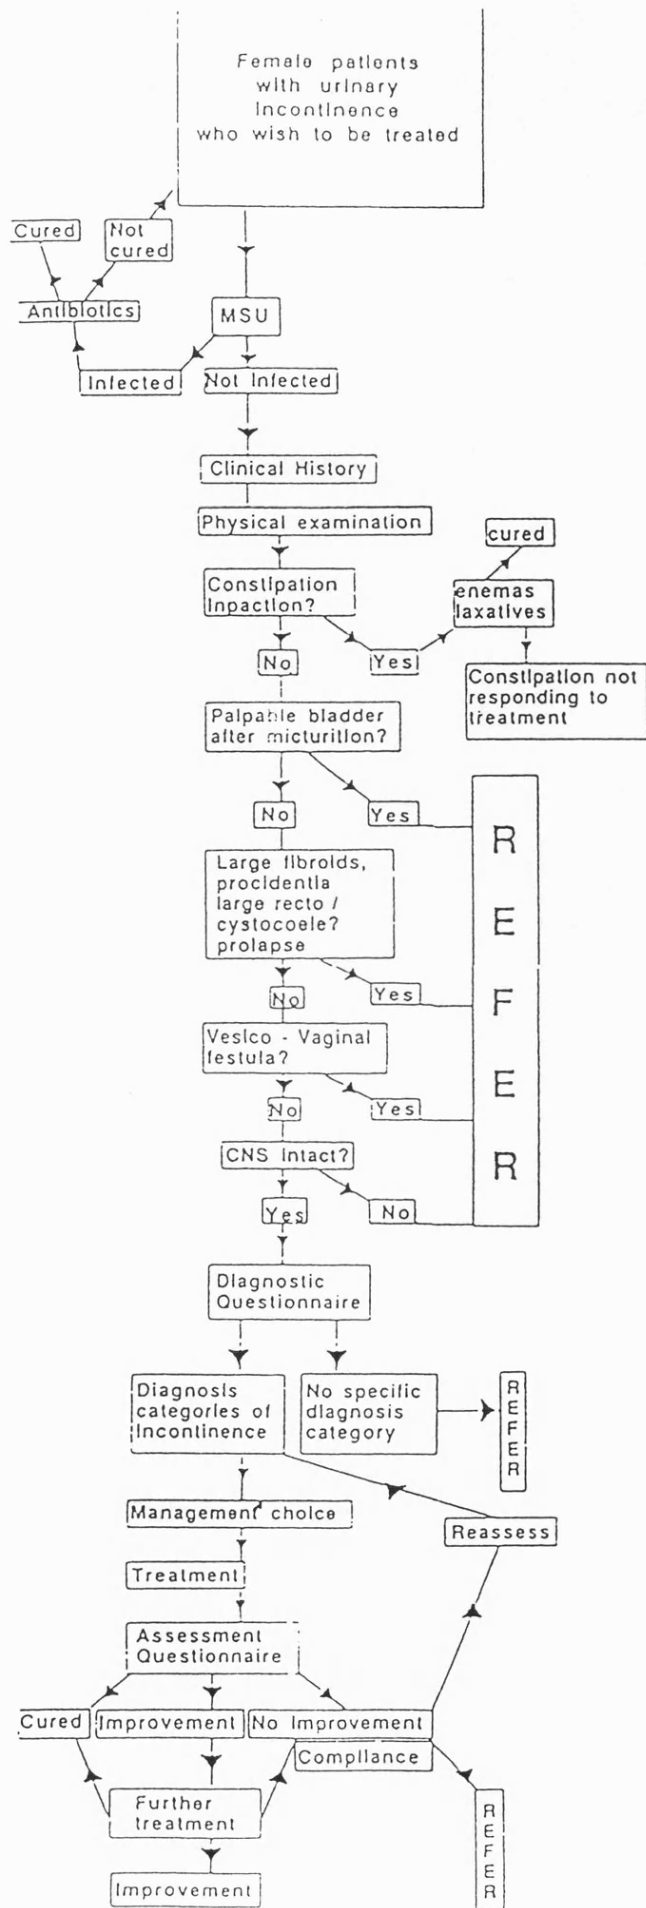 Female patients
with urinary
incontinence
who wish to be treated
Cured
Not
cured
Antibiotics
MSU
Infected
Not Infected
Clinical History
Physical examination
cured
Constipation
Inpaction?
enemas
laxatives
No
Yes
Constipation not
responding to
treatment
Palpable bladder
after micturition?
No
Yes
REFER
Large fibroids,
procidentia
large recto /
cystocoele?
prolapse
No
Yes
Vesico - Vaginal
festula?
No
Yes
CNS Intact?
Yes
No
Diagnostic
Questionnaire
Diagnosis
categories of
Incontinence
No specific
diagnosis
category
REFER
Management choice
Reassess
Treatment
Assessment
Questionnaire
Cured
Improvement
No Improvement
Compliance
Further
treatment
REFER
Improvement